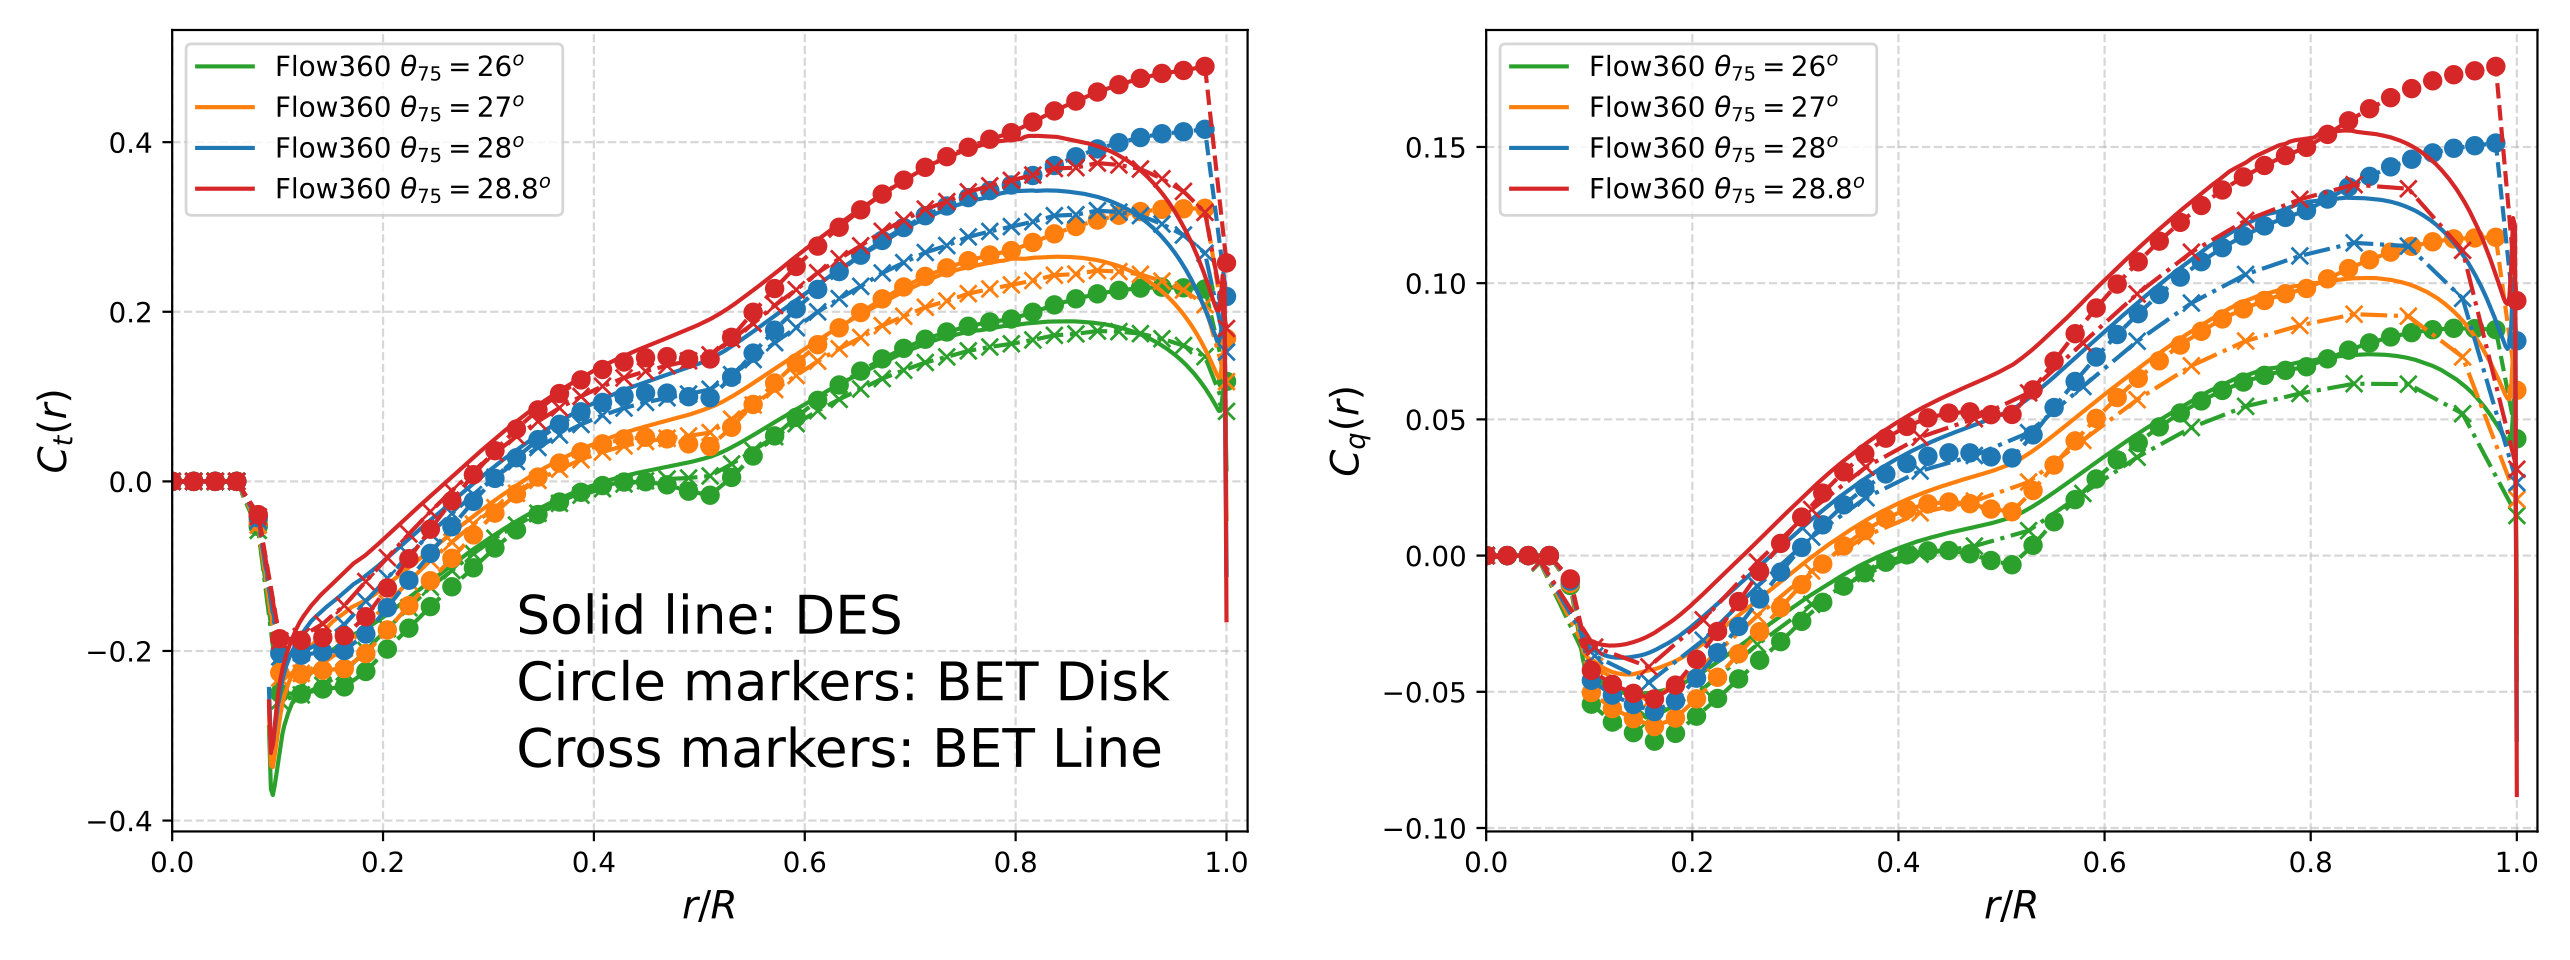 Flow360 θ75 = 26°
Flow360 θ75 = 27°
Flow360 θ75 = 28°
Flow360 θ75 = 28.8°
0.4
0.2
0.0
−0.2
−0.4
Ct(r)
Solid line: DES
Circle markers: BET Disk
Cross markers: BET Line
0.0 0.2 0.4 0.6 0.8 1.0
r/R
Flow360 θ75 = 26°
Flow360 θ75 = 27°
Flow360 θ75 = 28°
Flow360 θ75 = 28.8°
0.15
0.10
0.05
0.00
−0.05
−0.10
Cq(r)
0.0 0.2 0.4 0.6 0.8 1.0
r/R